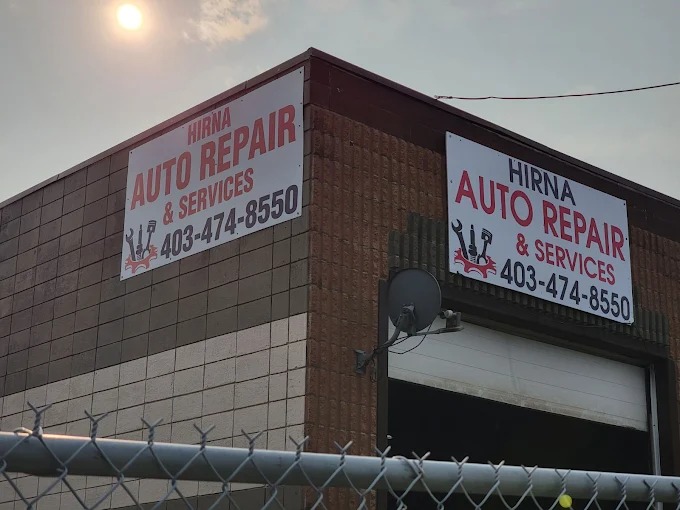 HIRNA
AUTO REPAIR
& SERVICES
403-474-8550
HIRNA
AUTO REPAIR
& SERVICES
403-474-8550